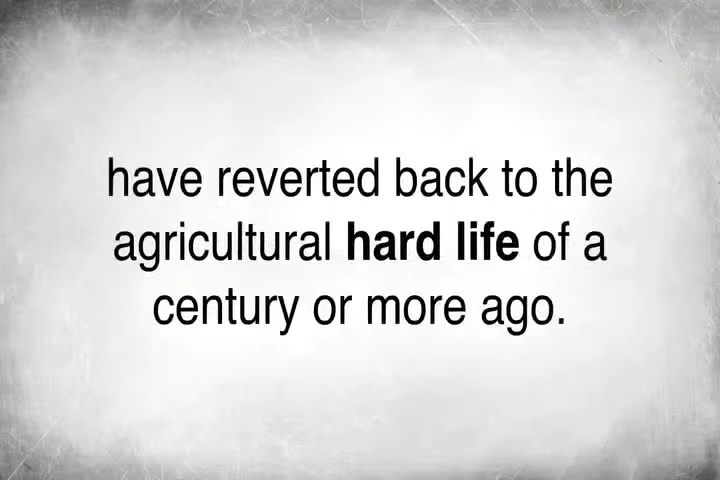 have reverted back to the
agricultural hard life of a
century or more ago.